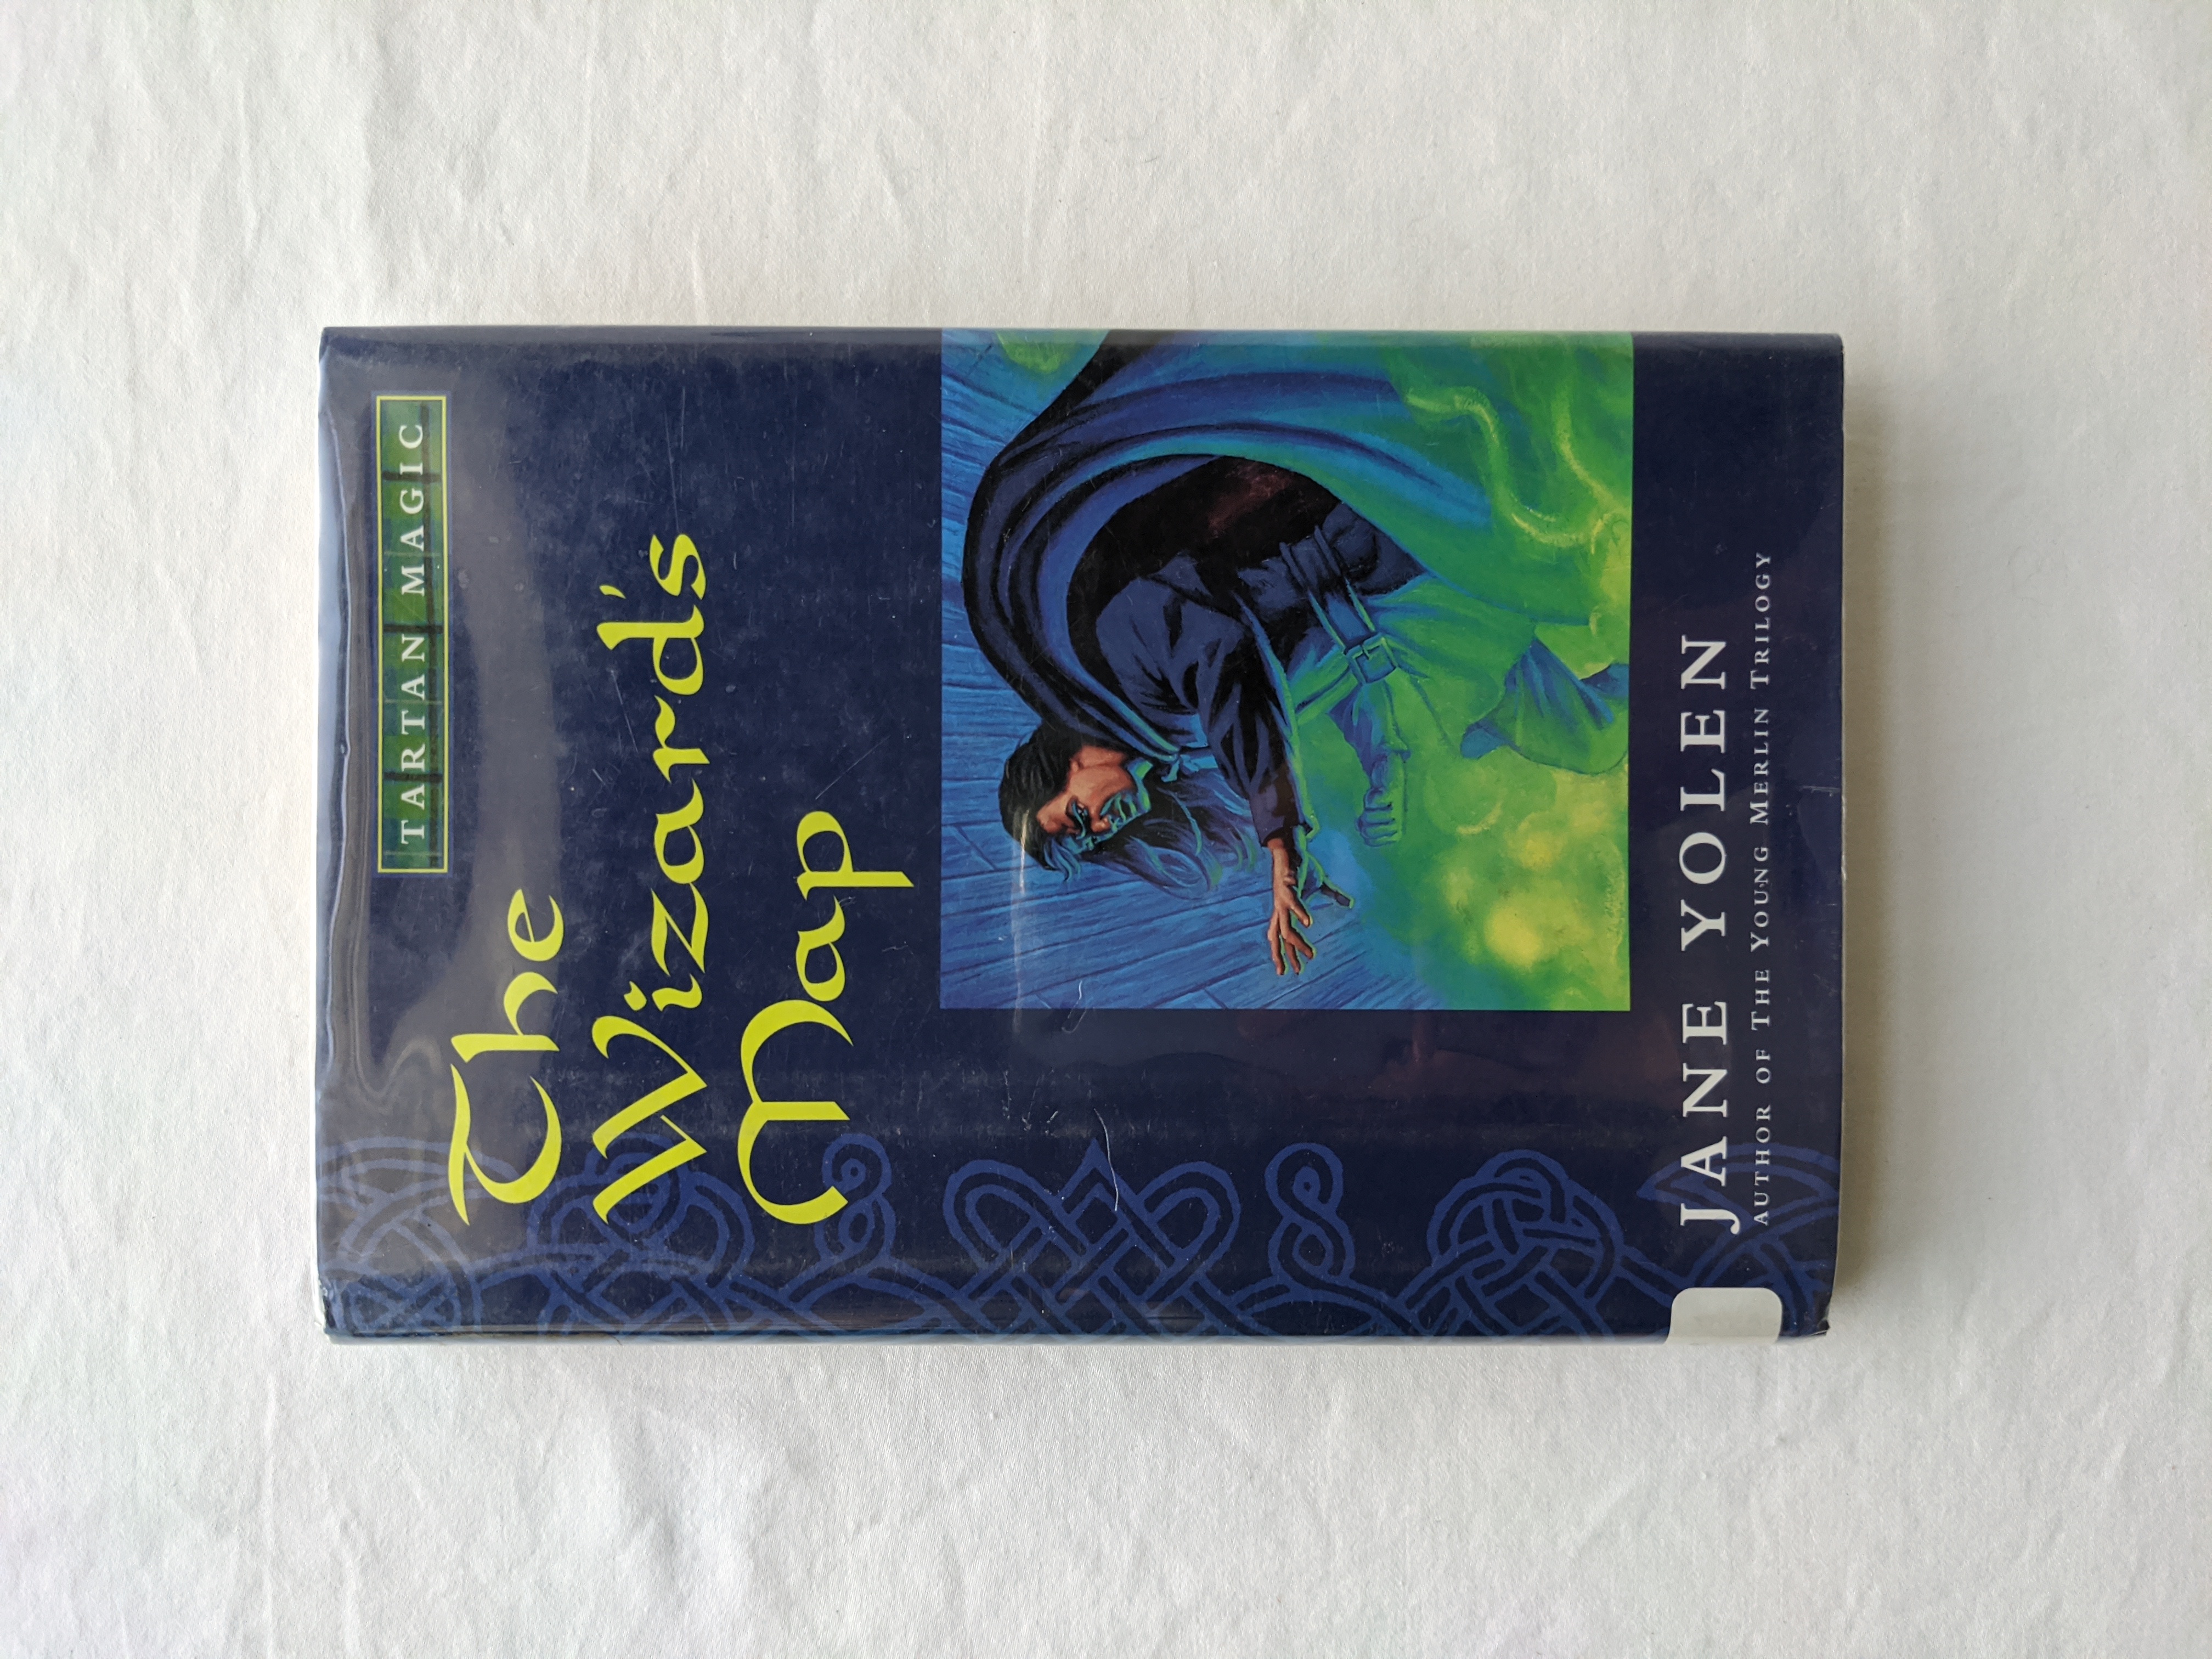 TARTAN MAGIC
The
Wizard's
Map
JANE YOLEN
AUTHOR OF THE YOUNG MERLIN TRILOGY